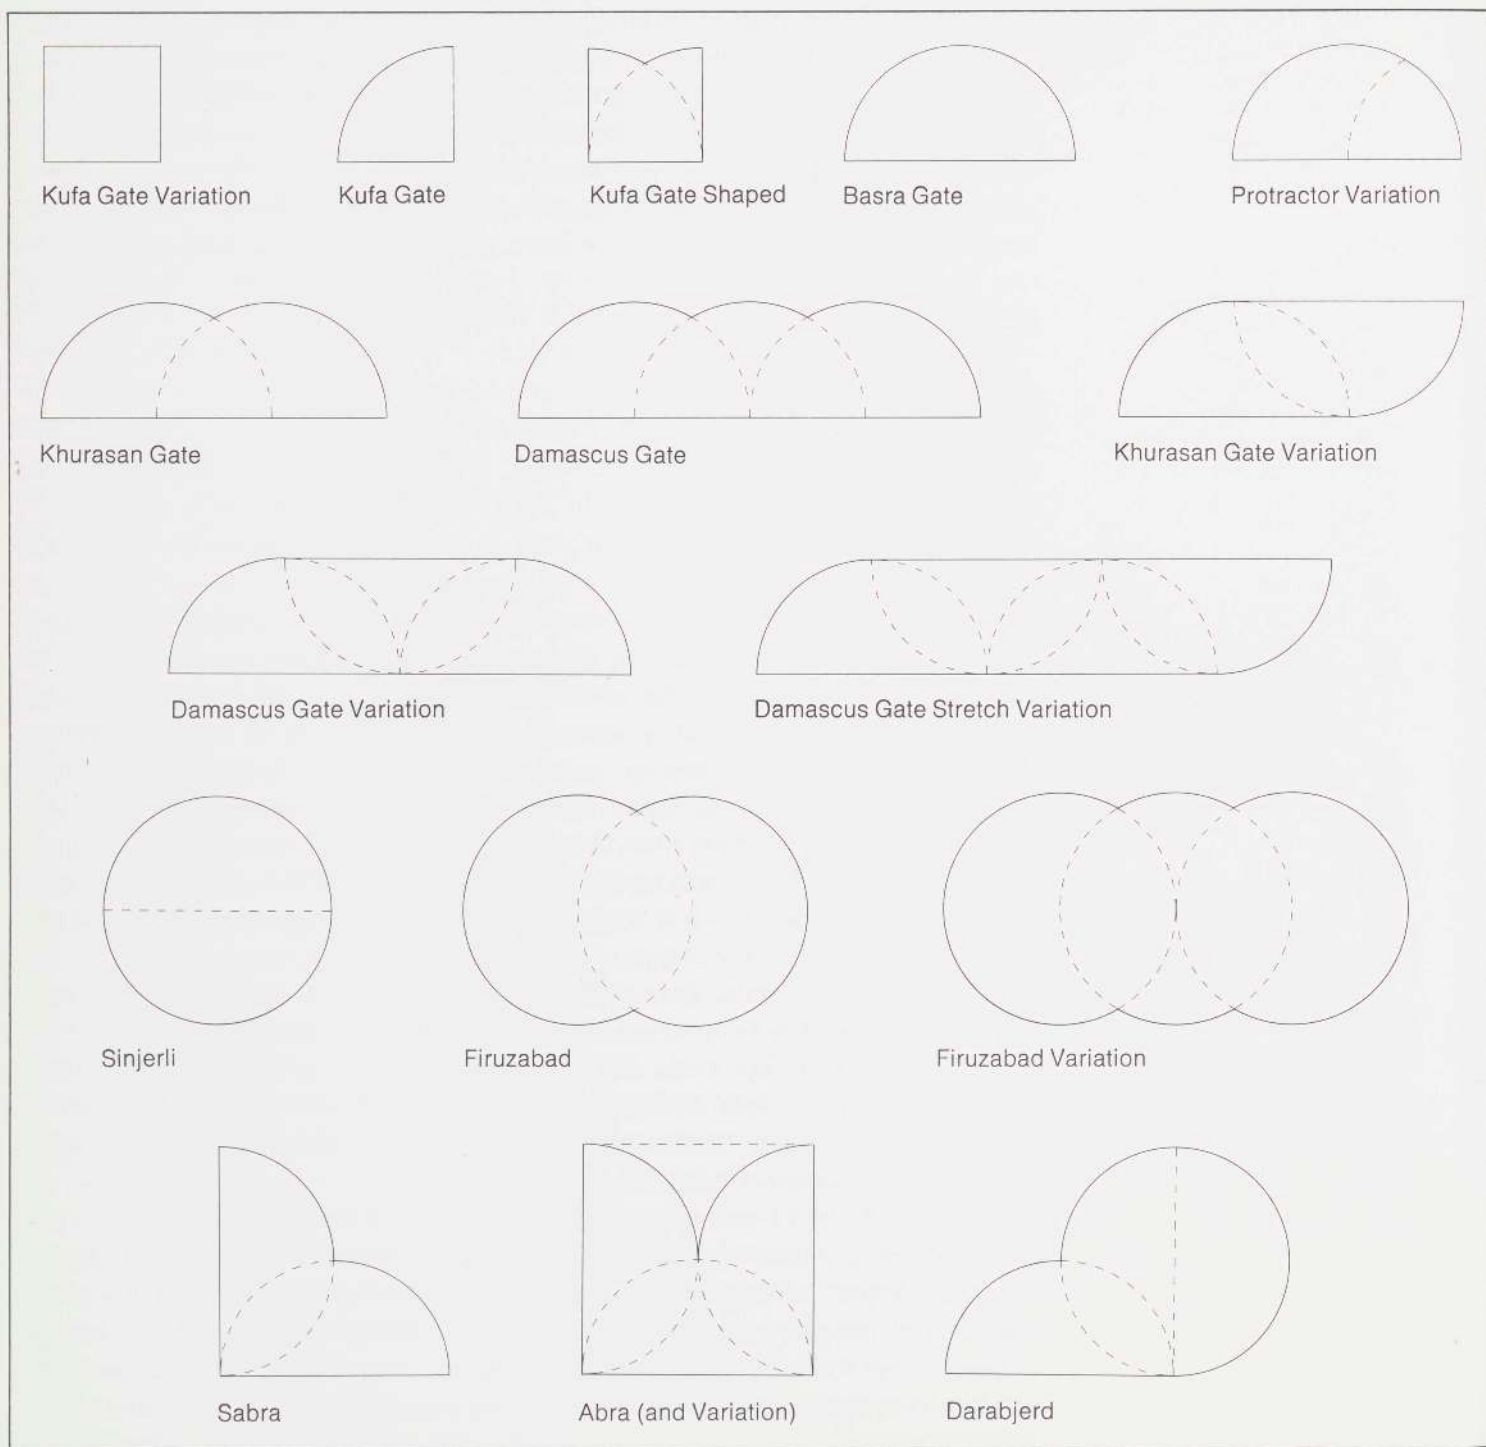 Kufa Gate Variation
Kufa Gate
Kufa Gate Shaped
Basra Gate
Protractor Variation
Khurasan Gate
Damascus Gate
Khurasan Gate Variation
Damascus Gate Variation
Damascus Gate Stretch Variation
Sinjerli
Firuzabad
Firuzabad Variation
Sabra
Abra (and Variation)
Darabjerd